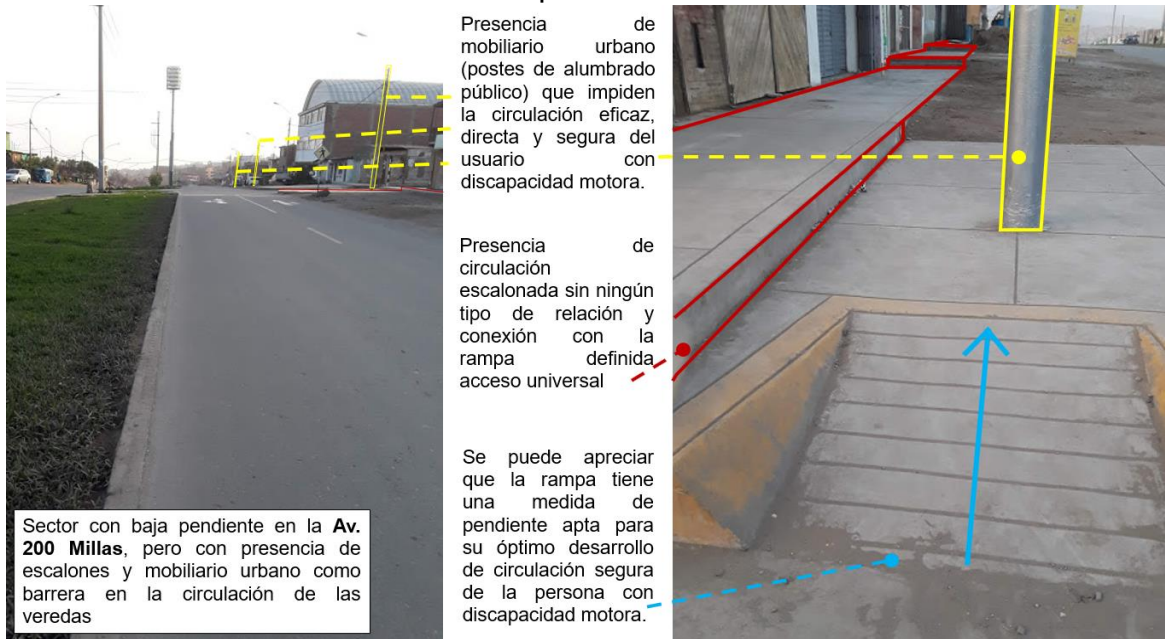 Presencia de
mobiliario urbano
(postes de alumbrado
público) que impiden
la circulación eficaz,
directa y segura del
usuario con
discapacidad motora.
Presencia de
circulación
escalonada sin ningún
tipo de relación y
conexión con la
rampa definida
acceso universal
Se puede apreciar
que la rampa tiene
una medida de
pendiente apta para
su óptimo desarrollo
de circulación segura
de la persona con
discapacidad motora.
Sector con baja pendiente en la Av.
200 Millas, pero con presencia de
escalones y mobiliario urbano como
barrera en la circulación de las
veredas